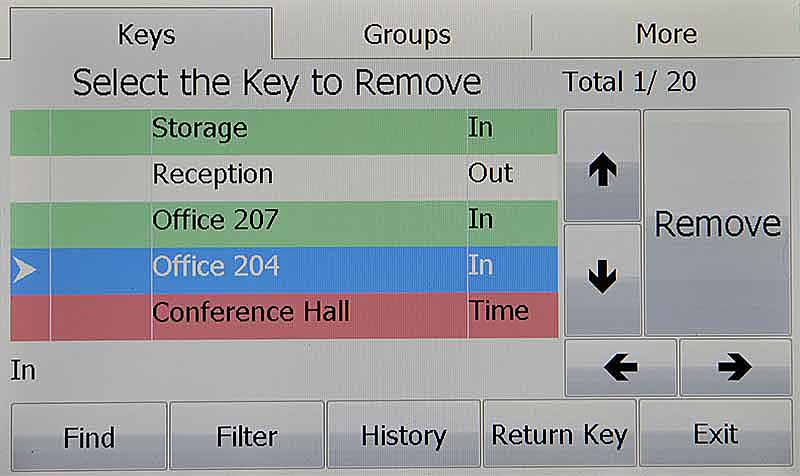 Keys Groups More
Select the Key to Remove Total 1/ 20
Storage In
Reception Out
Office 207 In
Office 204 In
Conference Hall Time
Remove
In
Find Filter History Return Key Exit